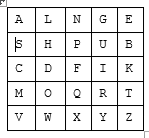 A L N G E
S H P U B
C D F I K
M O Q R T
V W X Y Z